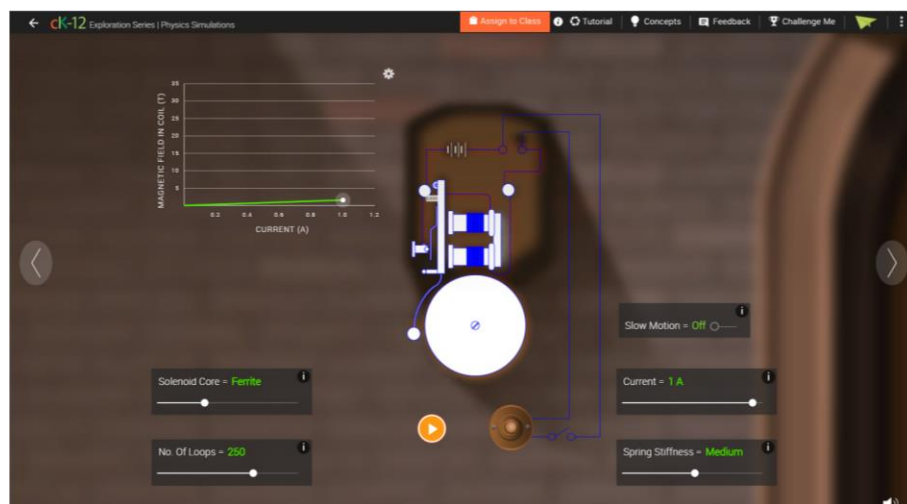 ← cK-12 Exploration Series | Physics Simulations
Assign to Class
Tutorial
Concepts
Feedback
Challenge Me
MAGNETIC FIELD IN COIL (T)
35
30
25
20
15
10
5
0.2 0.4 0.6 0.8 1.0 1.2
CURRENT (A)
Slow Motion = Off
Solenoid Core = Ferrite
Current = 1 A
No. Of Loops = 250
Spring Stiffness = Medium